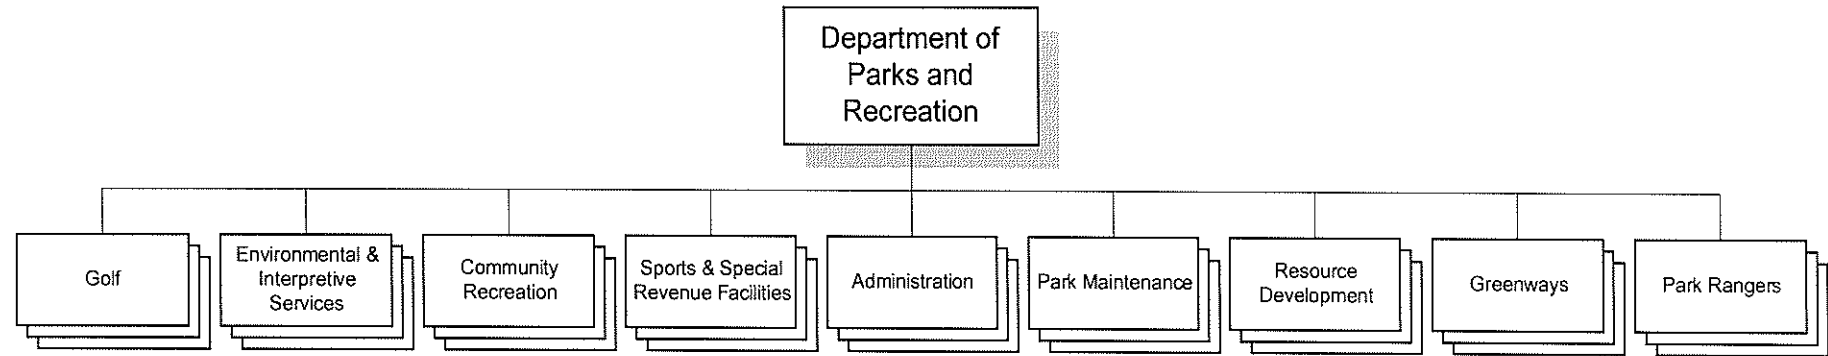 Department of
Parks and
Recreation
Golf
Environmental &
Interpretive
Services
Community
Recreation
Sports & Special
Revenue Facilities
Administration
Park Maintenance
Resource
Development
Greenways
Park Rangers